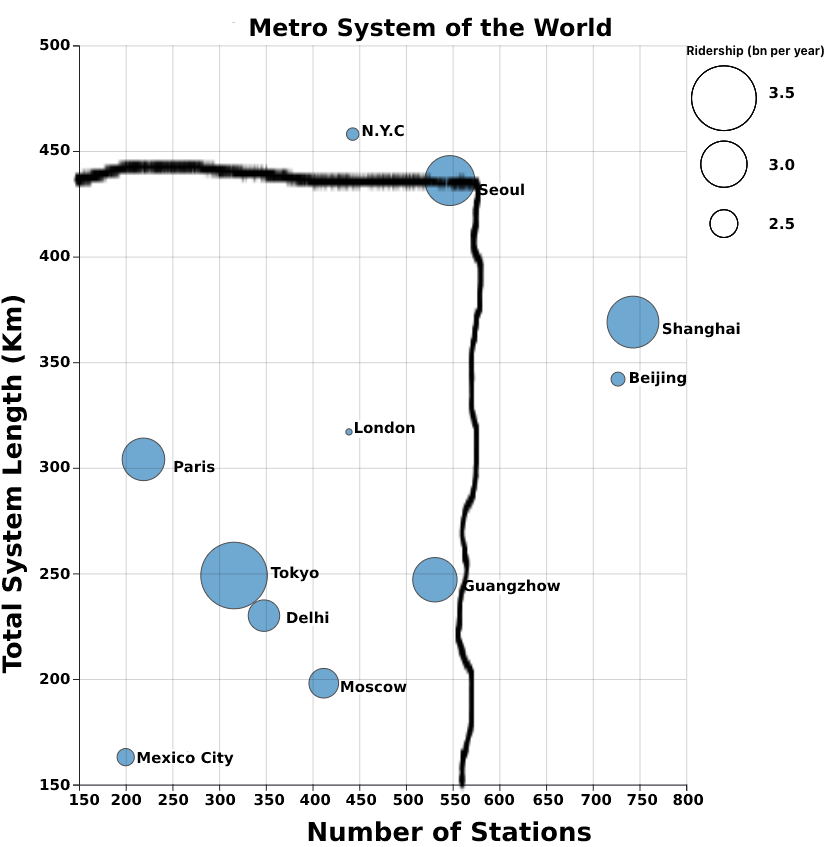 Metro System of the World
Ridership (bn per year)
3.5
3.0
2.5
500
450
400
350
300
250
200
150
Total System Length (Km)
N.Y.C
Seoul
Shanghai
Beijing
London
Paris
Tokyo
Guangzhow
Delhi
Moscow
Mexico City
150 200 250 300 350 400 450 500 550 600 650 700 750 800
Number of Stations